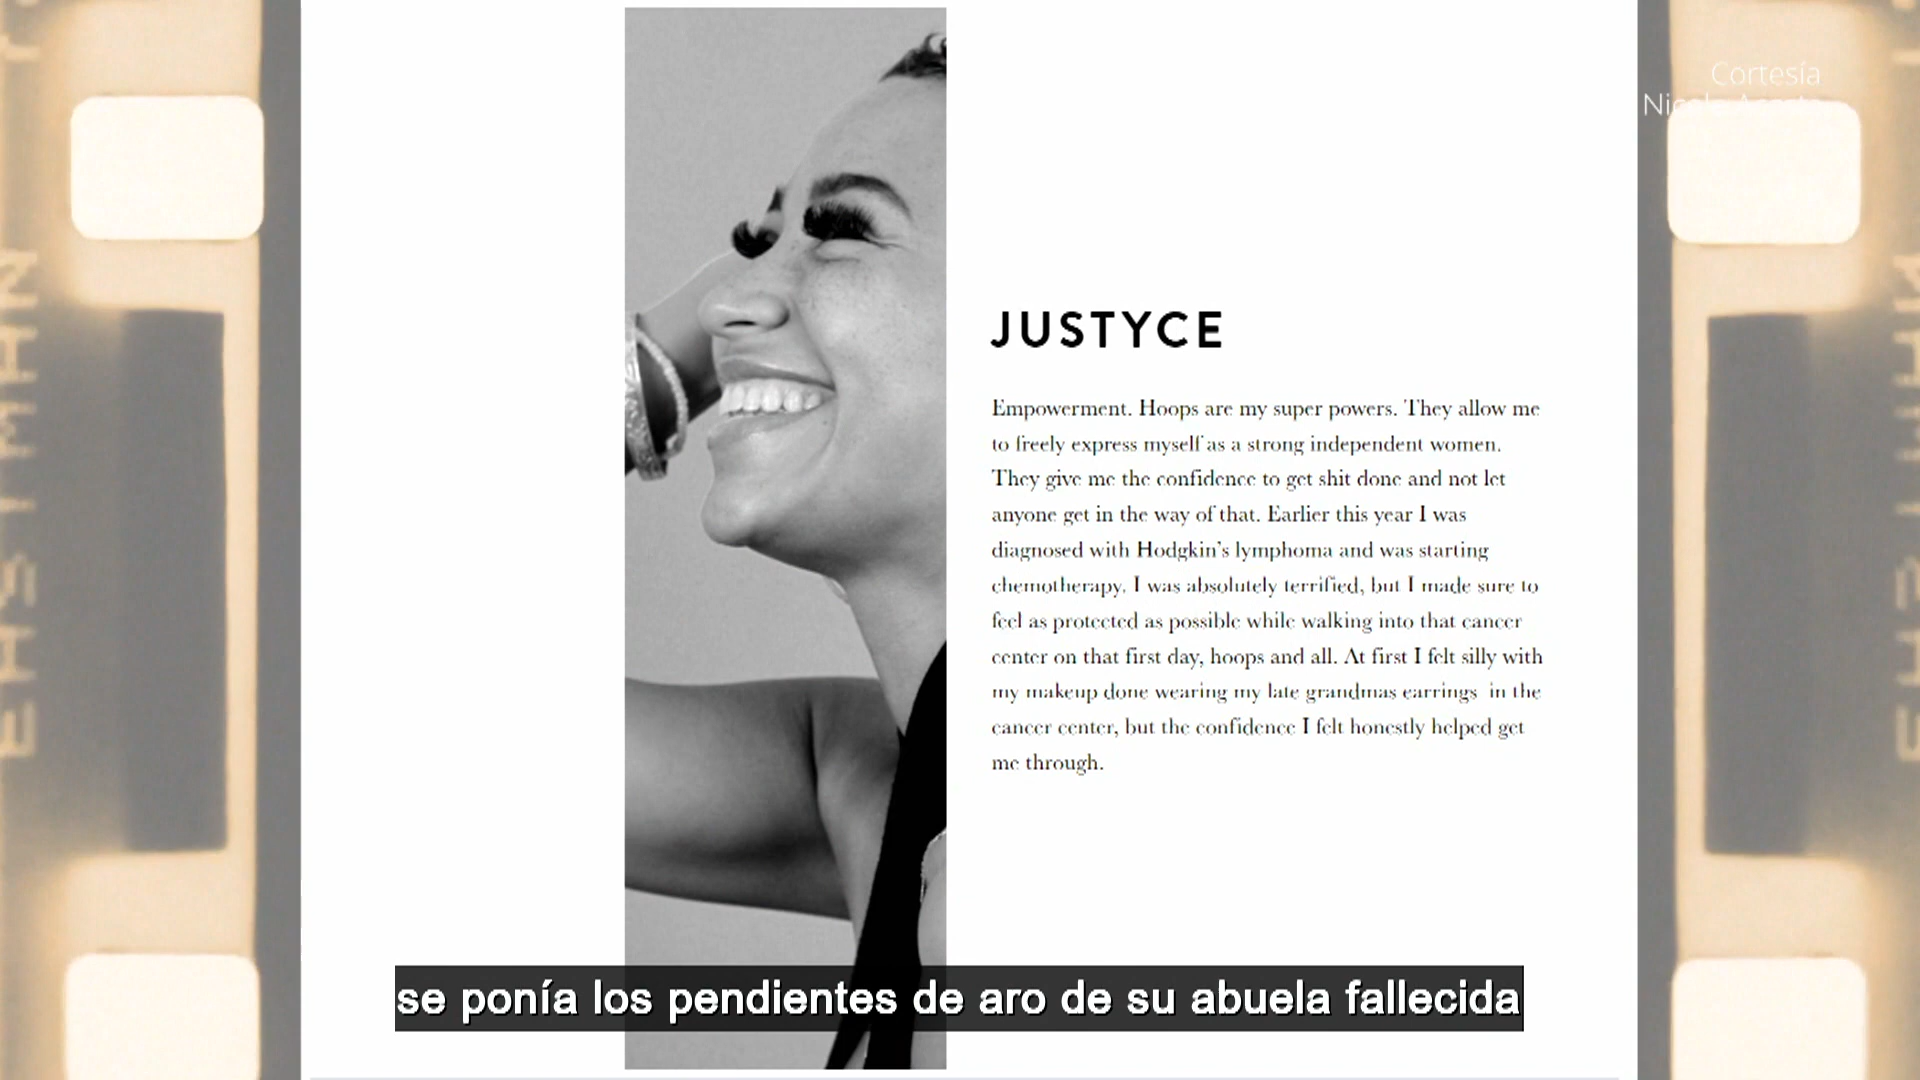 Cortesía
JUSTYCE
Empowerment. Hoops are my super powers. They allow me
to freely express myself as a strong independent women.
They give me the confidence to get shit done and not let
anyone get in the way of that. Earlier this year I was
diagnosed with Hodgkin's lymphoma and was starting
chemotherapy. I was absolutely terrified, but I made sure to
feel as protected as possible while walking into that cancer
center on that first day, hoops and all. At first I felt silly with
my makeup done wearing my late grandmas earrings in the
cancer center, but the confidence I felt honestly helped get
me through.
se ponía los pendientes de aro de su abuela fallecida